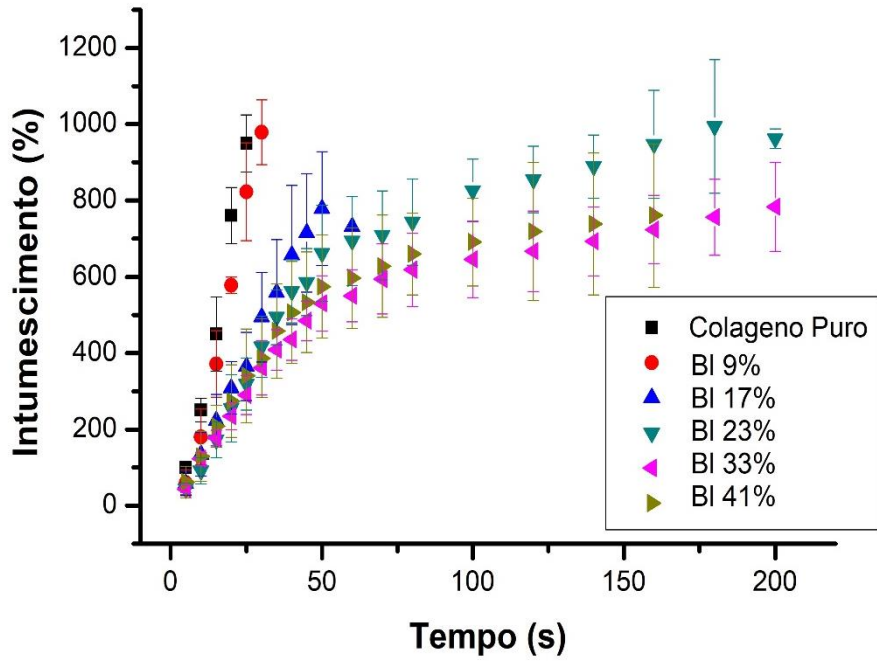 Intumescimento (%)
1200
1000
800
600
400
200
0
Colageno Puro
BI 9%
BI 17%
BI 23%
BI 33%
BI 41%
0
50
100
150
200
Tempo (s)